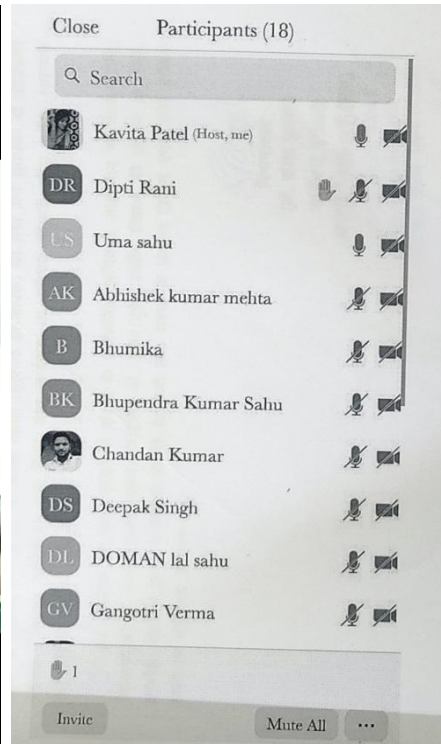 Close Participants (18)
Search
Kavita Patel (Host, me)
DR Dipti Rani
US Uma sahu
AK Abhishek kumar mehta
B Bhumika
BK Bhupendra Kumar Sahu
Chandan Kumar
DS Deepak Singh
DL DOMAN lal sahu
GV Gangotri Verma
1
Invite Mute All ...